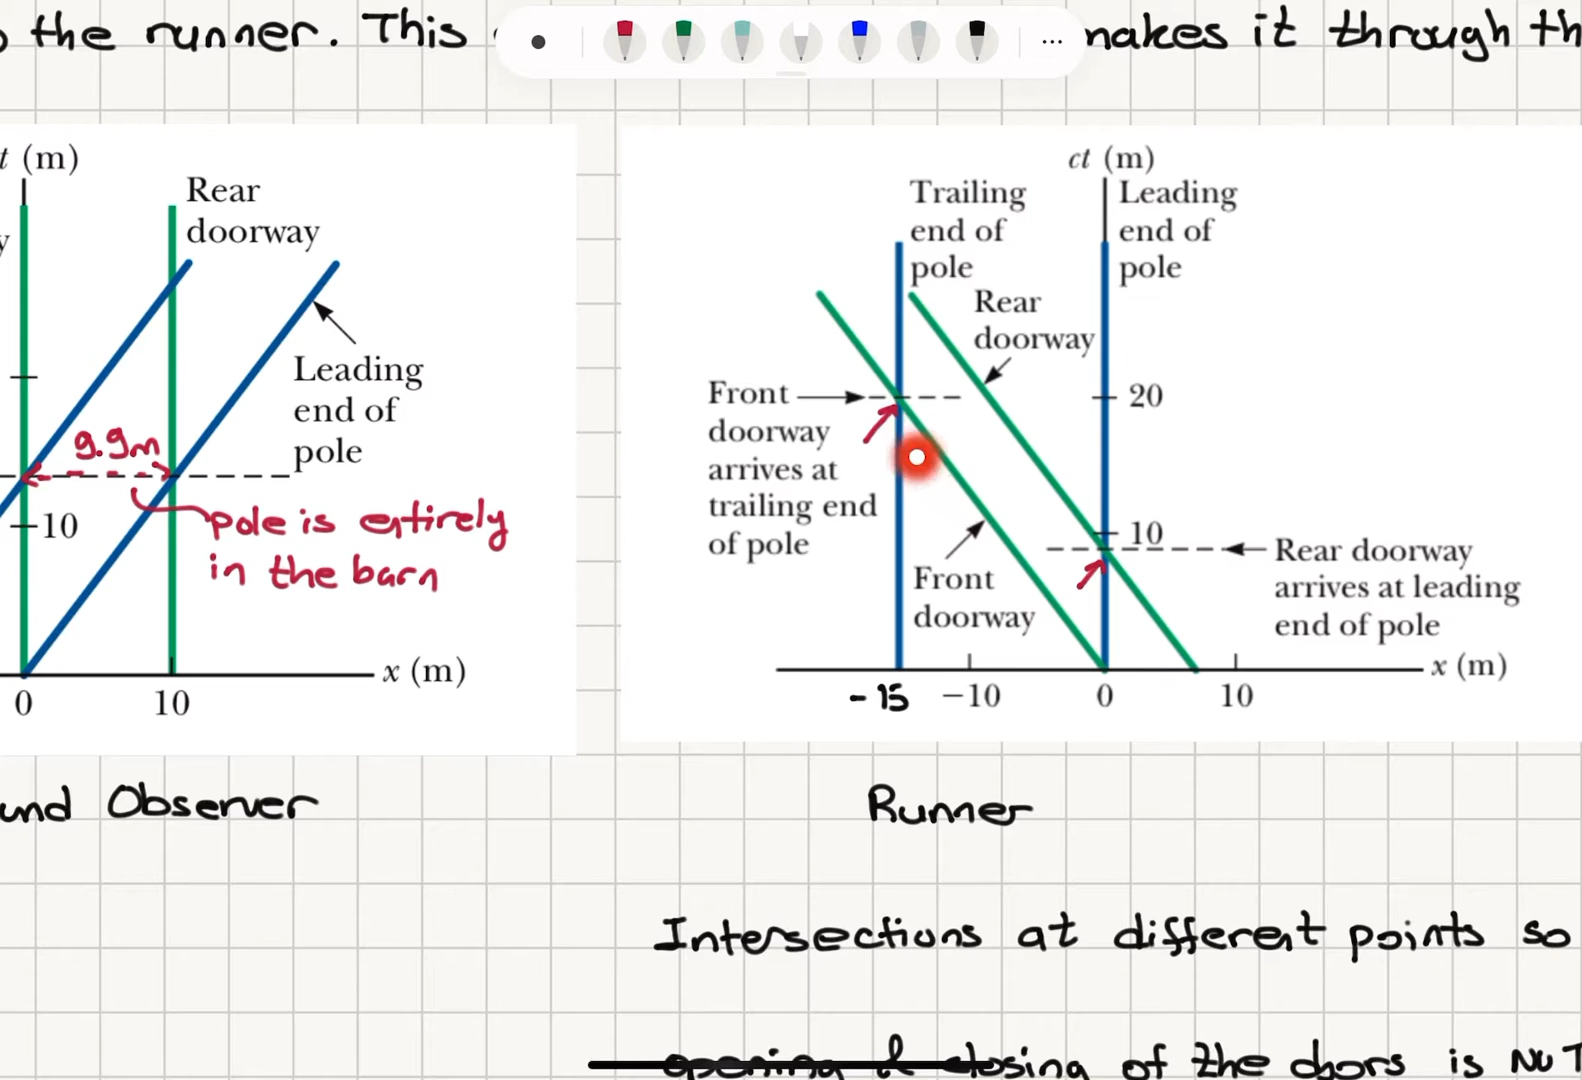 the runner. This
makes it through th
t (m)
Rear
doorway
Leading
end of
pole
9.9m
10
pole is entirely
in the barn
x (m)
0
10
ct (m)
Trailing
end of
pole
Leading
end of
pole
Rear
doorway
Front
doorway
arrives at
trailing end
of pole
20
10
Rear doorway
arrives at leading
end of pole
Front
doorway
x (m)
-15
−10
0
10
und Observer
Runner
Intersections at different points so
opening & closing of the doors is NOT